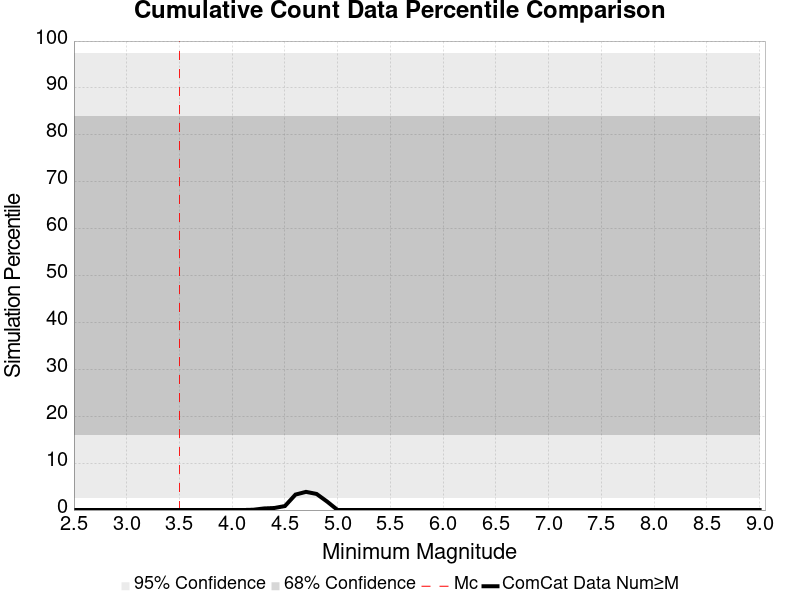 Cumulative Count Data Percentile Comparison
100
90
80
70
60
50
40
30
20
10
0
Simulation Percentile
2.5 3.0 3.5 4.0 4.5 5.0 5.5 6.0 6.5 7.0 7.5 8.0 8.5 9.0
Minimum Magnitude
95% Confidence 68% Confidence Mc ComCat Data Num≥M